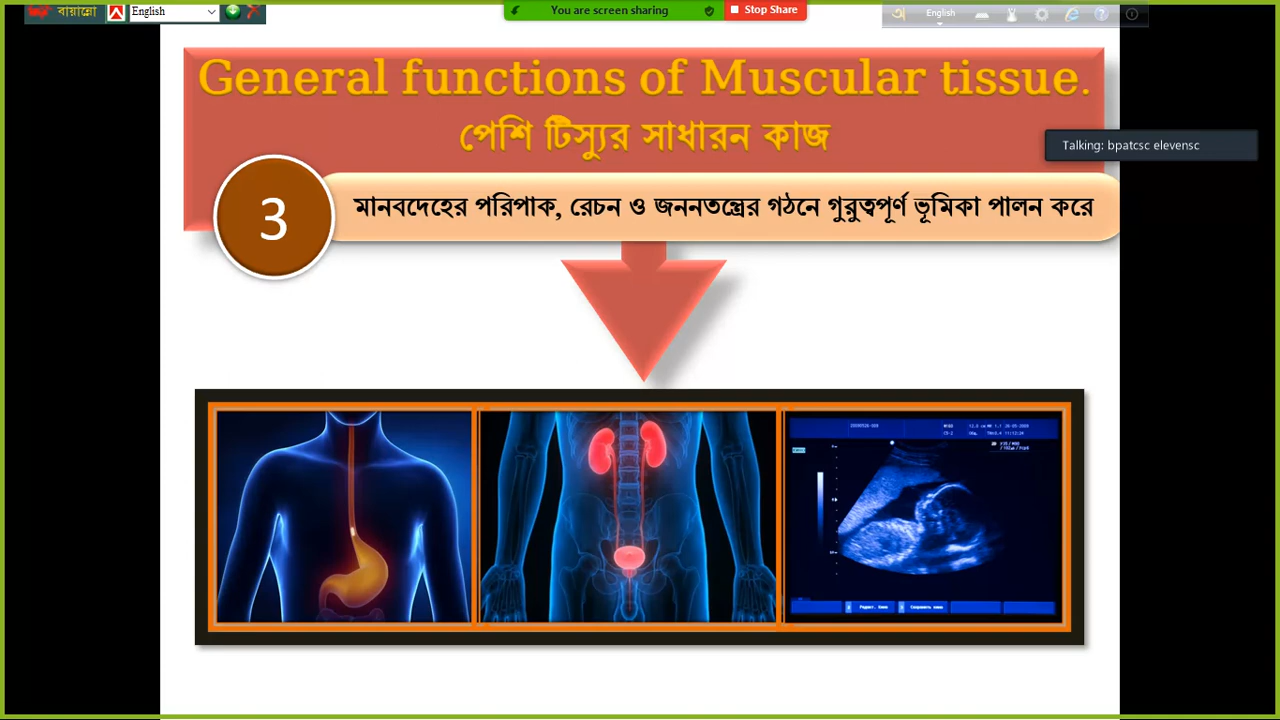 বায়ান্নো English You are screen sharing Stop Share English
General functions of Muscular tissue.
পেশি টিস্যুর সাধারন কাজ
Talking: bpatcsc elevensc
3
মানবদেহের পরিপাক, রেচন ও জননতন্ত্রের গঠনে গুরুত্বপূর্ণ ভূমিকা পালন করে